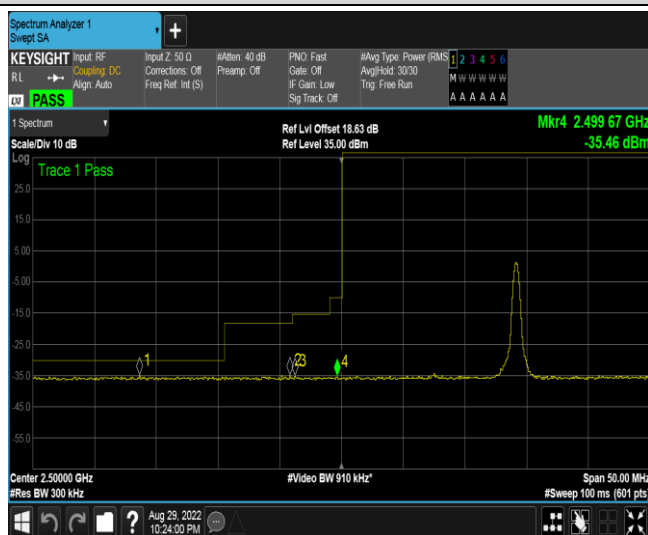 Spectrum Analyzer 1
Swept SA
+
KEYSIGHT
RL
LXI PASS
Input: RF
Coupling: DC
Align: Auto
Input Z: 50 Ω
Corrections: Off
Freq Ref: Int (S)
#Atten: 40 dB
Preamp: Off
PNO: Fast
Gate: Off
IF Gain: Low
Sig Track: Off
#Avg Type: Power (RMS
Avg|Hold: 30/30
Trig: Free Run
1 2 3 4 5 6
M W W W W W
A A A A A A
1 Spectrum
Scale/Div 10 dB
Ref Lvl Offset 18.63 dB
Ref Level 35.00 dBm
Mkr4 2.499 67 GHz
-35.46 dBm
Log
Trace 1 Pass
25.0
15.0
5.00
-5.00
-15.0
-25.0
1
23
4
-35.0
-45.0
-55.0
Center 2.50000 GHz
#Video BW 910 kHz*
Span 50.00 MHz
#Res BW 300 kHz
#Sweep 100 ms (601 pts)
?
Aug 29, 2022
10:24:00 PM